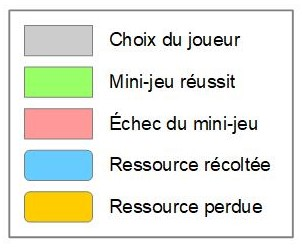 Choix du joueur
Mini-jeu réussit
Échec du mini-jeu
Ressource récoltée
Ressource perdue